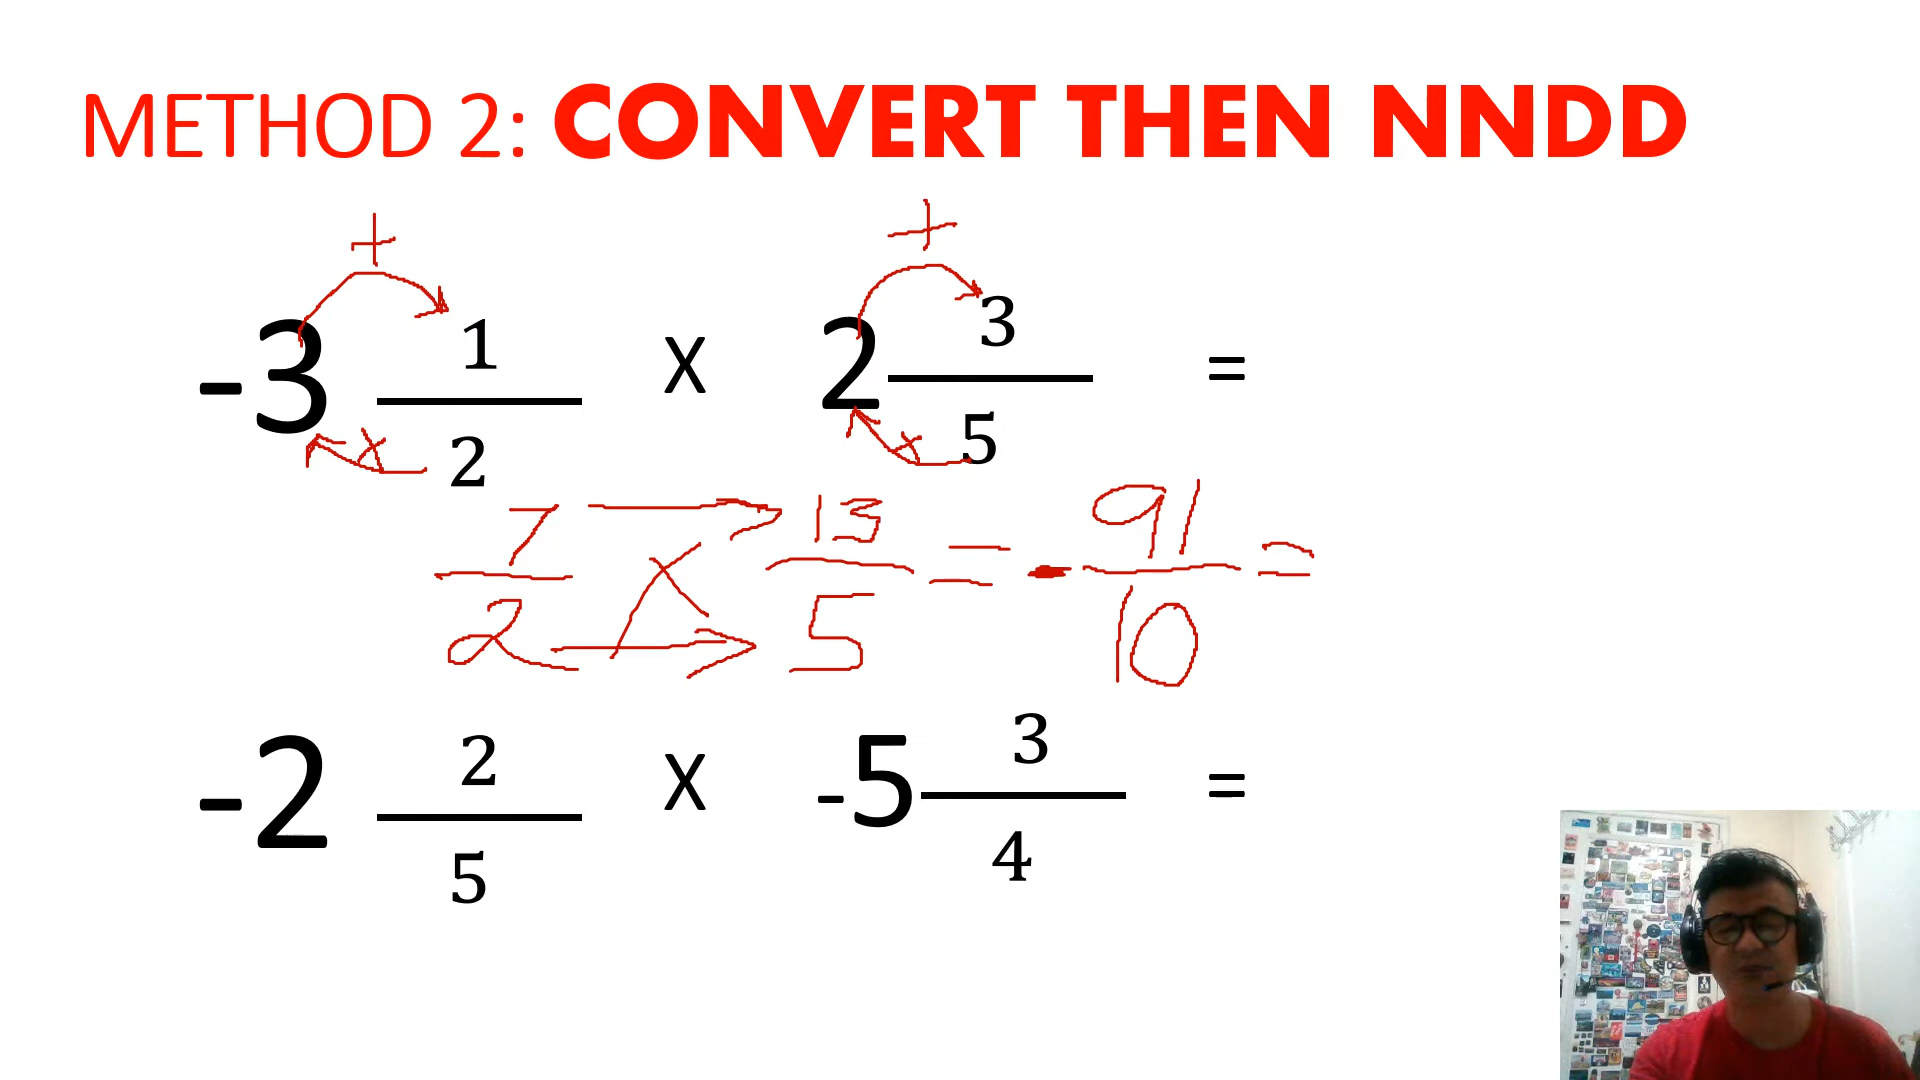 METHOD 2: CONVERT THEN NNDD
+ +
-3 1/2 X 2 3/5 =
x x
7/2 x 13/5 = - 91/10 =
-2 2/5 X -5 3/4 =